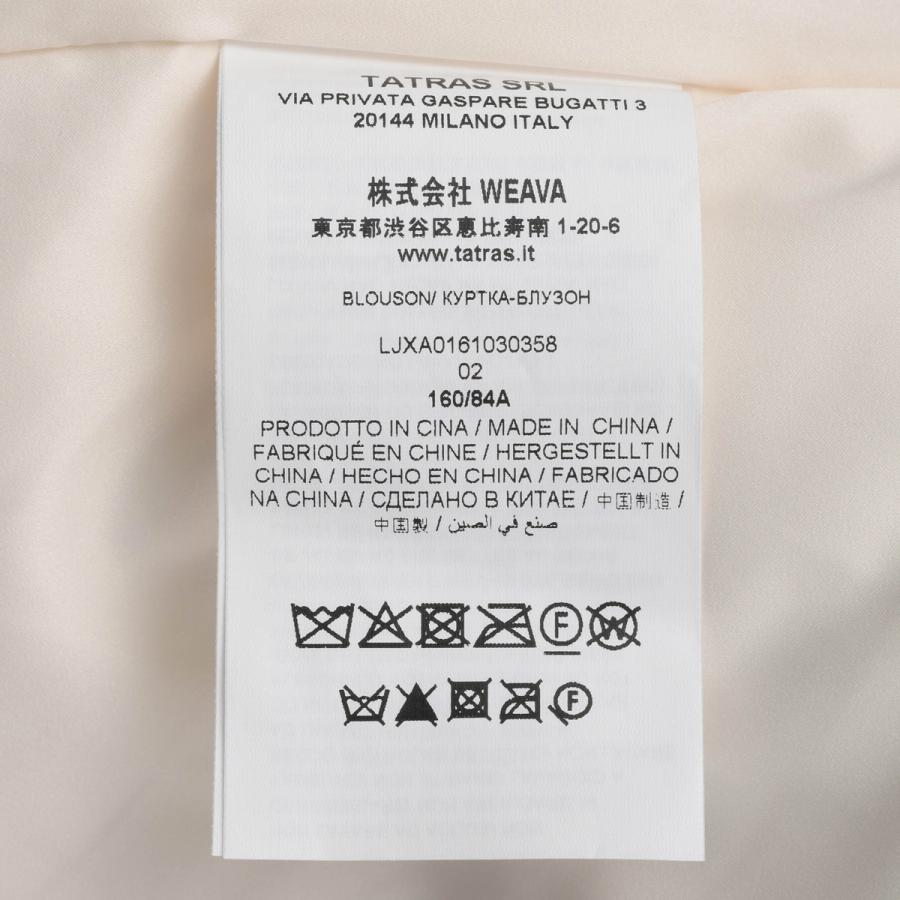 TATRAS SRL
VIA PRIVATA GASPARE BUGATTI 3
20144 MILANO ITALY
株式会社 WEAVA
東京都渋谷区恵比寿南 1-20-6
www.tatras.it
BLOUSON/ КУРТКА-БЛУЗОН
LJXA0161030358
02
160/84A
PRODOTTO IN CINA / MADE IN CHINA /
FABRIQUÉ EN CHINE / HERGESTELLT IN
CHINA / HECHO EN CHINA / FABRICADO
NA CHINA / СДЕЛАНО В КИТАЕ / 中国制造 /
中国製 / صنع في الصين
F W
F